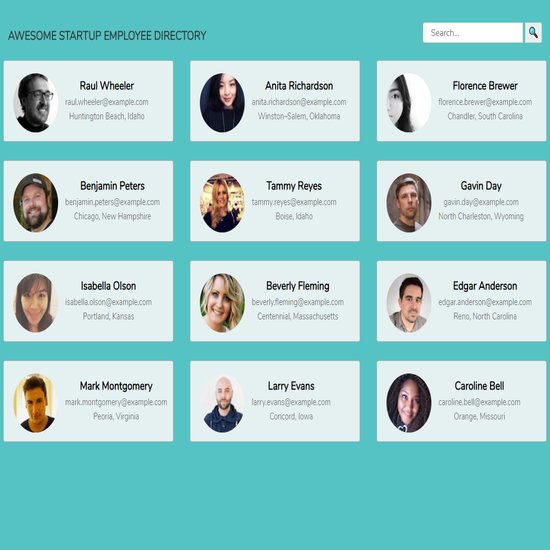 AWESOME STARTUP EMPLOYEE DIRECTORY
Search...
Raul Wheeler
raul.wheeler@example.com
Huntington Beach, Idaho
Anita Richardson
anita.richardson@example.com
Winston-Salem, Oklahoma
Florence Brewer
florence.brewer@example.com
Chandler, South Carolina
Benjamin Peters
benjamin.peters@example.com
Chicago, New Hampshire
Tammy Reyes
tammy.reyes@example.com
Boise, Idaho
Gavin Day
gavin.day@example.com
North Charleston, Wyoming
Isabella Olson
isabella.olson@example.com
Portland, Kansas
Beverly Fleming
beverly.fleming@example.com
Centennial, Massachusetts
Edgar Anderson
edgar.anderson@example.com
Reno, North Carolina
Mark Montgomery
mark.montgomery@example.com
Peoria, Virginia
Larry Evans
larry.evans@example.com
Concord, Iowa
Caroline Bell
caroline.bell@example.com
Orange, Missouri